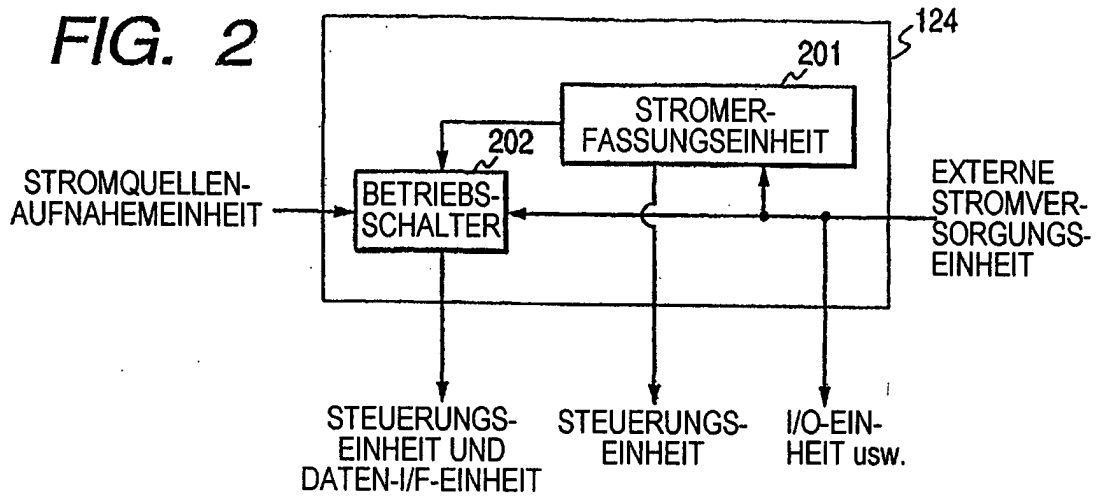 FIG. 2
124
201
STROMER-
FASSUNGSEINHEIT
202
BETRIEBS-
SCHALTER
STROMQUELLEN-
AUFNAHEMEINHEIT
EXTERNE
STROMVER-
SORGUNGS-
EINHEIT
STEUERUNGS-
EINHEIT UND
DATEN-I/F-EINHEIT
STEUERUNGS-
EINHEIT
I/O-EIN-
HEIT usw.